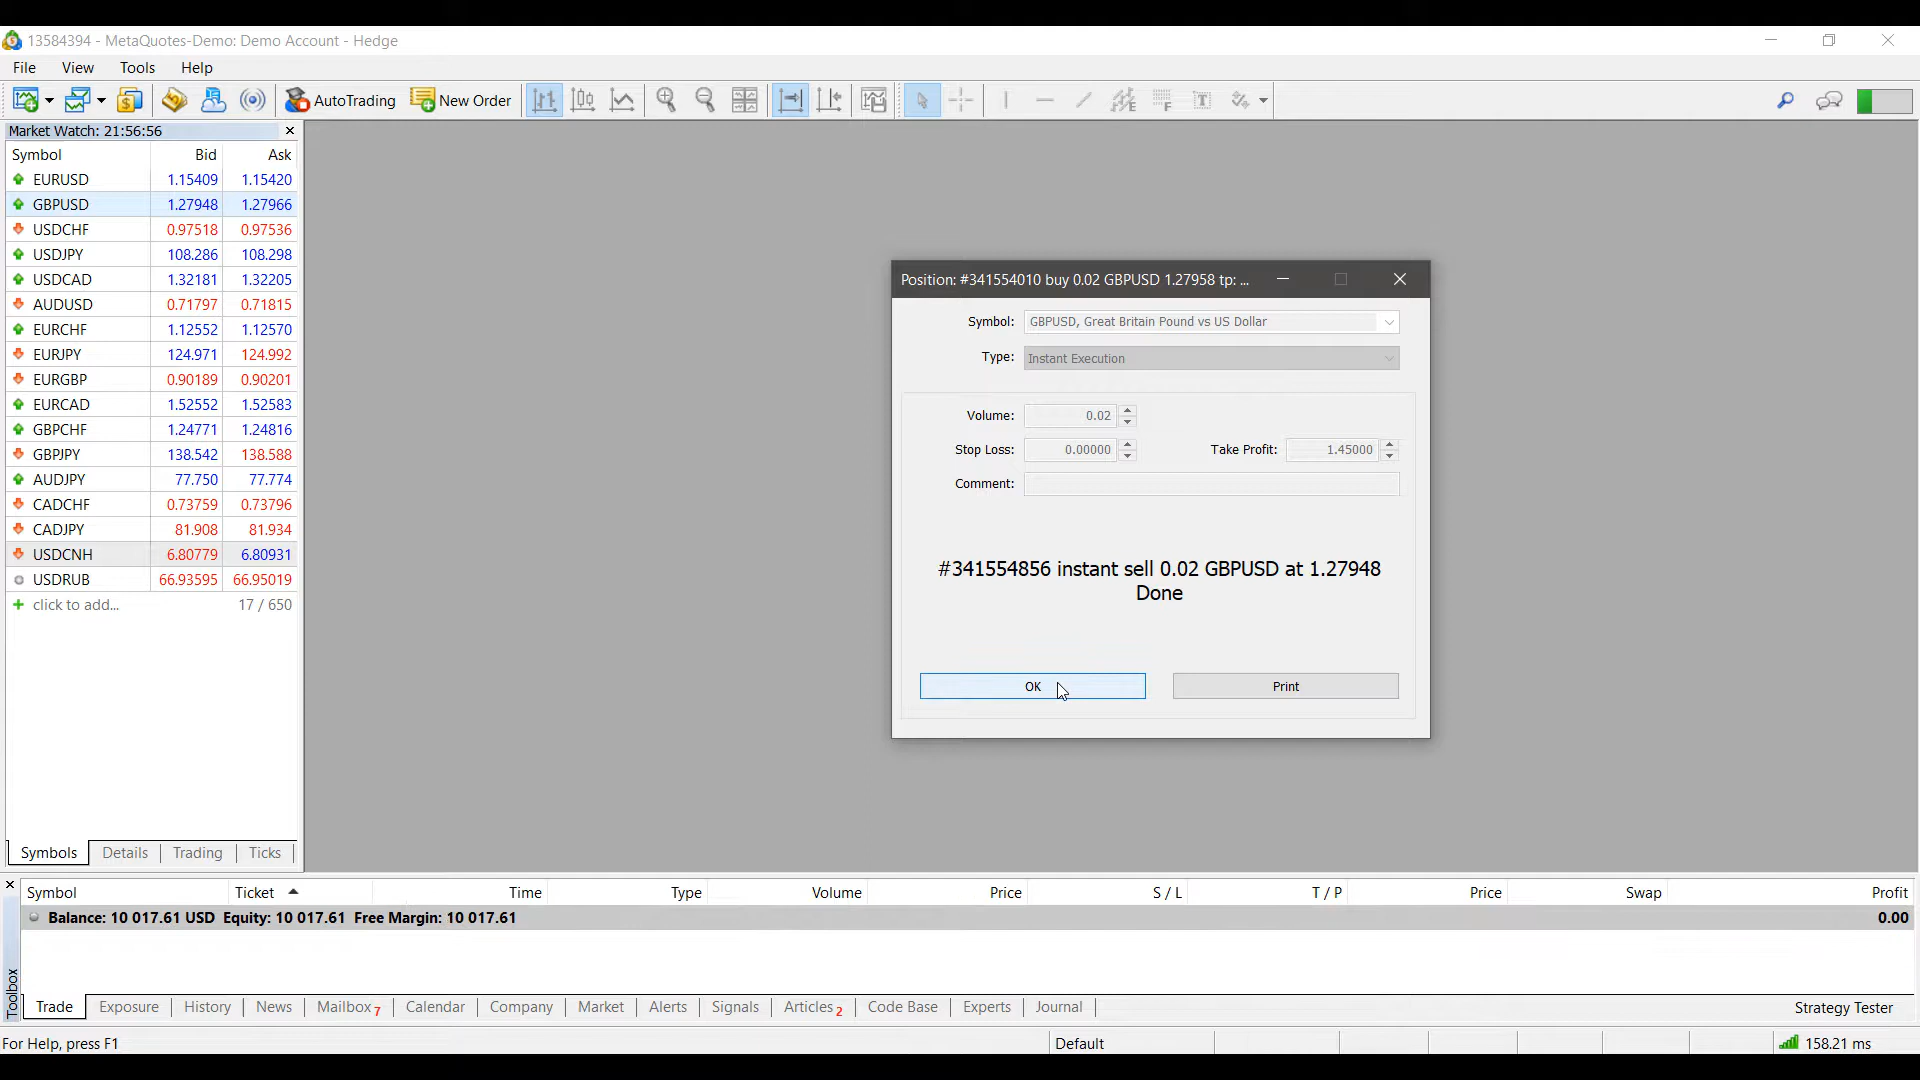 13584394 - MetaQuotes-Demo: Demo Account - Hedge
File View Tools Help
AutoTrading New Order
Market Watch: 21:56:56
Symbol Bid Ask
EURUSD 1.15409 1.15420
GBPUSD 1.27948 1.27966
USDCHF 0.97518 0.97536
USDJPY 108.286 108.298
USDCAD 1.32181 1.32205
AUDUSD 0.71797 0.71815
EURCHF 1.12552 1.12570
EURJPY 124.971 124.992
EURGBP 0.90189 0.90201
EURCAD 1.52552 1.52583
GBPCHF 1.24771 1.24816
GBPJPY 138.542 138.588
AUDJPY 77.750 77.774
CADCHF 0.73759 0.73796
CADJPY 81.908 81.934
USDCNH 6.80779 6.80931
USDRUB 66.93595 66.95019
click to add... 17 / 650
Symbols Details Trading Ticks
Position: #341554010 buy 0.02 GBPUSD 1.27958 tp: ...
Symbol: GBPUSD, Great Britain Pound vs US Dollar
Type: Instant Execution
Volume: 0.02
Stop Loss: 0.00000 Take Profit: 1.45000
Comment:
#341554856 instant sell 0.02 GBPUSD at 1.27948
Done
OK Print
Symbol Ticket Time Type Volume Price S / L T / P Price Swap Profit
Balance: 10 017.61 USD Equity: 10 017.61 Free Margin: 10 017.61 0.00
Toolbox
Trade Exposure History News Mailbox 7 Calendar Company Market Alerts Signals Articles 2 Code Base Experts Journal Strategy Tester
For Help, press F1 Default 158.21 ms